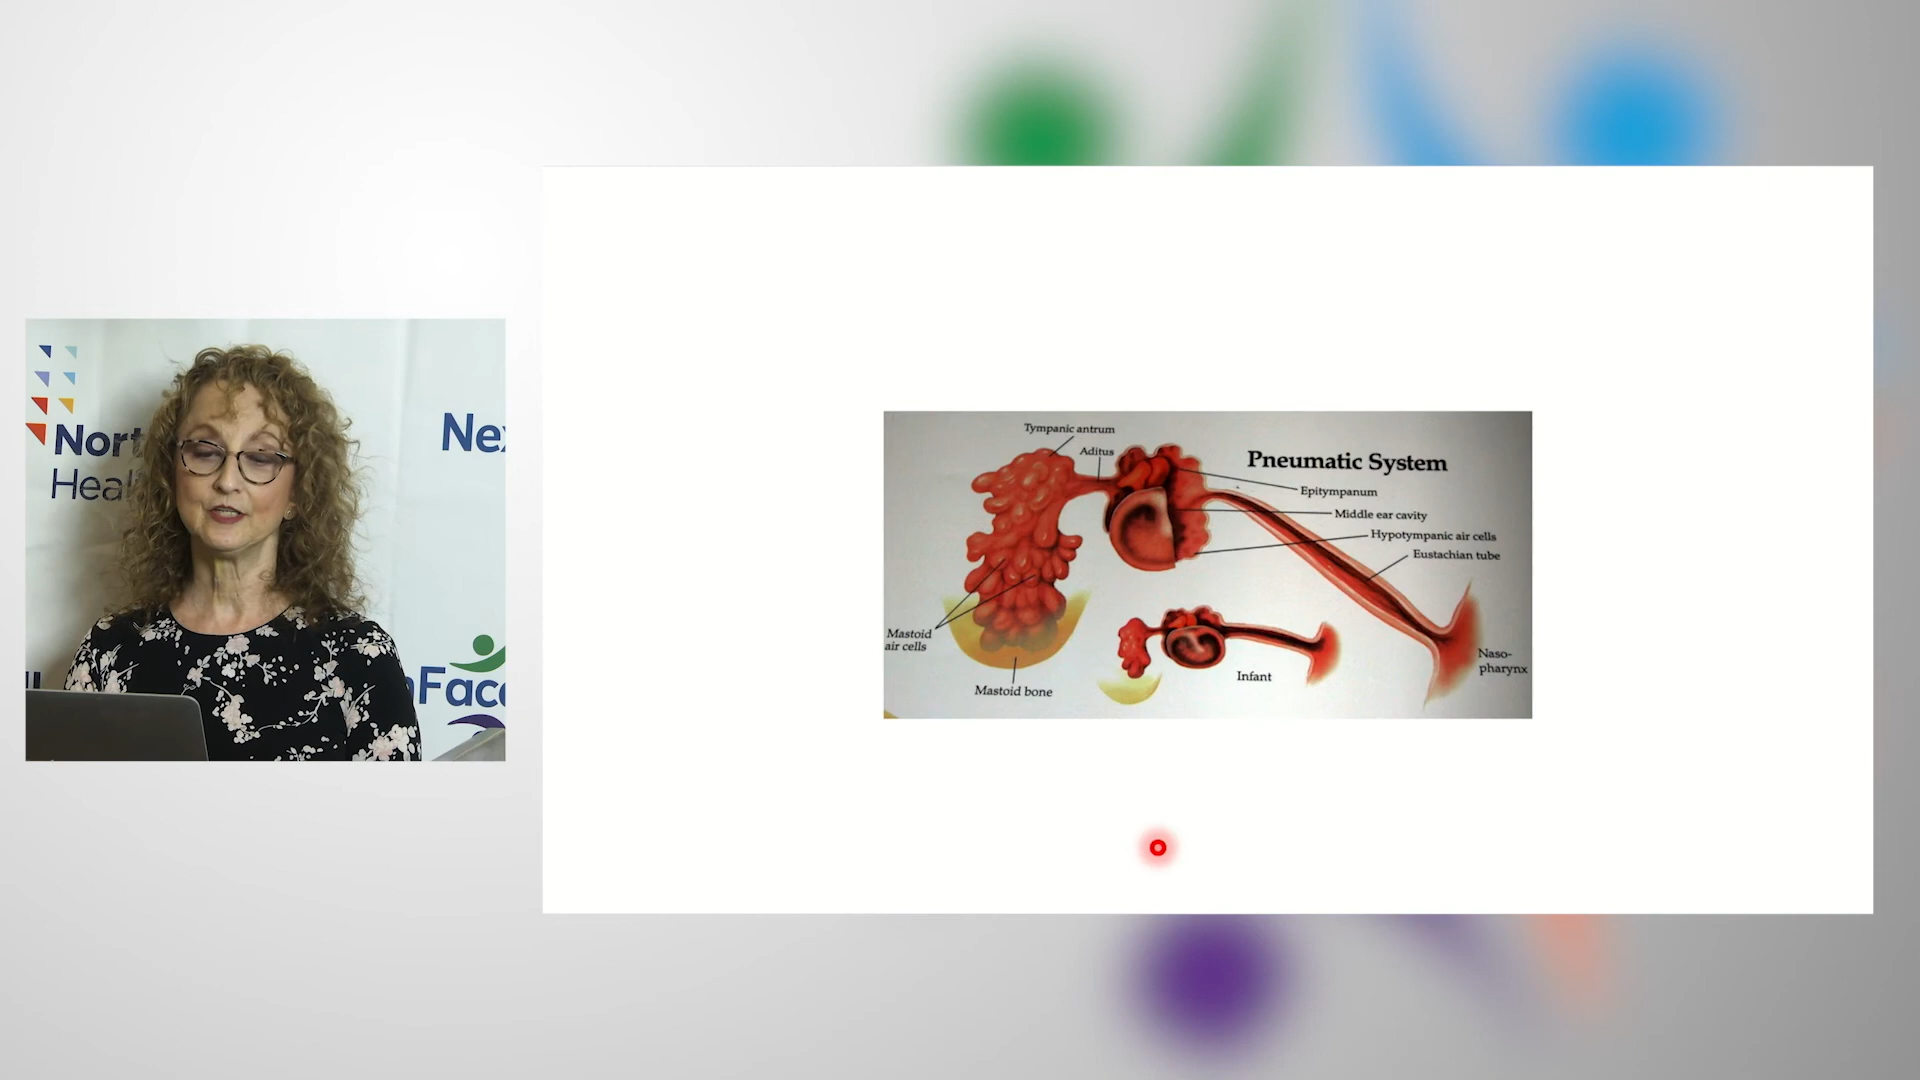 Nort
Heal
Ne
Fac
Tympanic antrum
Aditus
Pneumatic System
Epitympanum
Middle ear cavity
Hypotympanic air cells
Eustachian tube
Mastoid
air cells
Mastoid bone
Infant
Naso-
pharynx